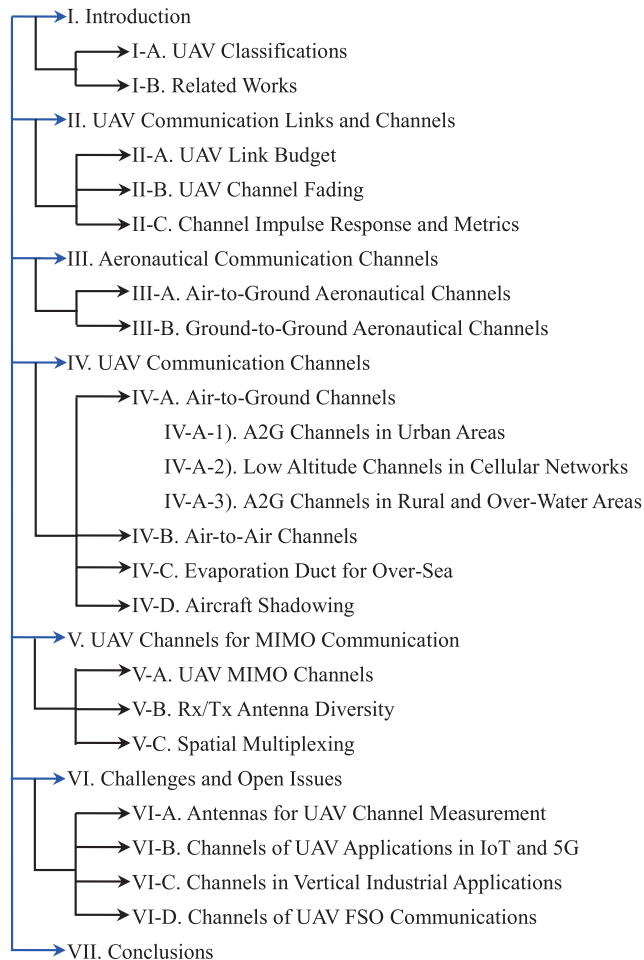 I. Introduction
I-A. UAV Classifications
I-B. Related Works
II. UAV Communication Links and Channels
II-A. UAV Link Budget
II-B. UAV Channel Fading
II-C. Channel Impulse Response and Metrics
III. Aeronautical Communication Channels
III-A. Air-to-Ground Aeronautical Channels
III-B. Ground-to-Ground Aeronautical Channels
IV. UAV Communication Channels
IV-A. Air-to-Ground Channels
IV-A-1). A2G Channels in Urban Areas
IV-A-2). Low Altitude Channels in Cellular Networks
IV-A-3). A2G Channels in Rural and Over-Water Areas
IV-B. Air-to-Air Channels
IV-C. Evaporation Duct for Over-Sea
IV-D. Aircraft Shadowing
V. UAV Channels for MIMO Communication
V-A. UAV MIMO Channels
V-B. Rx/Tx Antenna Diversity
V-C. Spatial Multiplexing
VI. Challenges and Open Issues
VI-A. Antennas for UAV Channel Measurement
VI-B. Channels of UAV Applications in IoT and 5G
VI-C. Channels in Vertical Industrial Applications
VI-D. Channels of UAV FSO Communications
VII. Conclusions